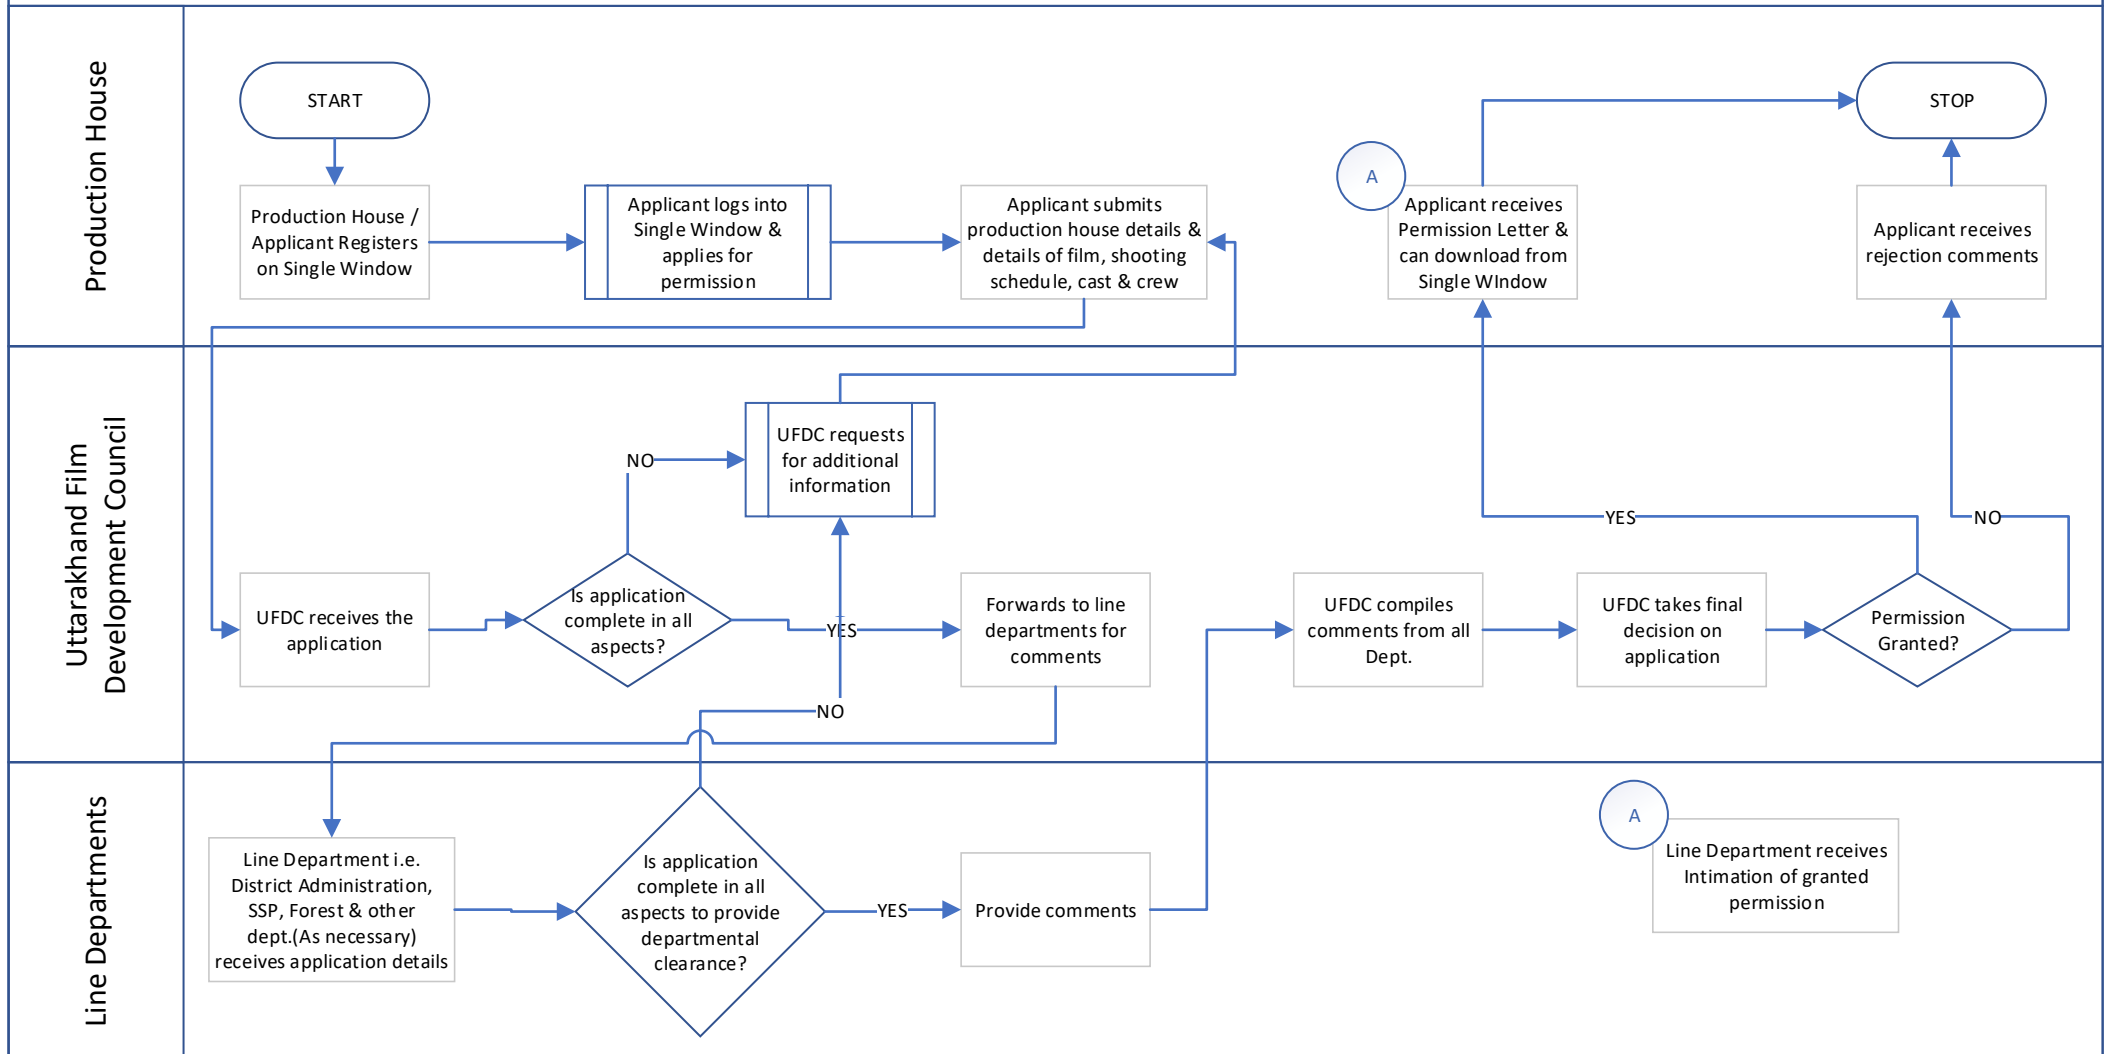 Production House
START
Production House /
Applicant Registers
on Single Window
Applicant logs into
Single Window &
applies for
permission
Applicant submits
production house details &
details of film, shooting
schedule, cast & crew
A
Applicant receives
Permission Letter &
can download from
Single WIndow
STOP
Applicant receives
rejection comments
Uttarakhand Film
Development Council
UFDC receives the
application
Is application
complete in all
aspects?
NO
UFDC requests
for additional
information
YES
NO
Forwards to line
departments for
comments
UFDC compiles
comments from all
Dept.
UFDC takes final
decision on
application
Permission
Granted?
YES
NO
Line Departments
Line Department i.e.
District Administration,
SSP, Forest & other
dept.(As necessary)
receives application details
Is application
complete in all
aspects to provide
departmental
clearance?
YES
Provide comments
A
Line Department receives
Intimation of granted
permission